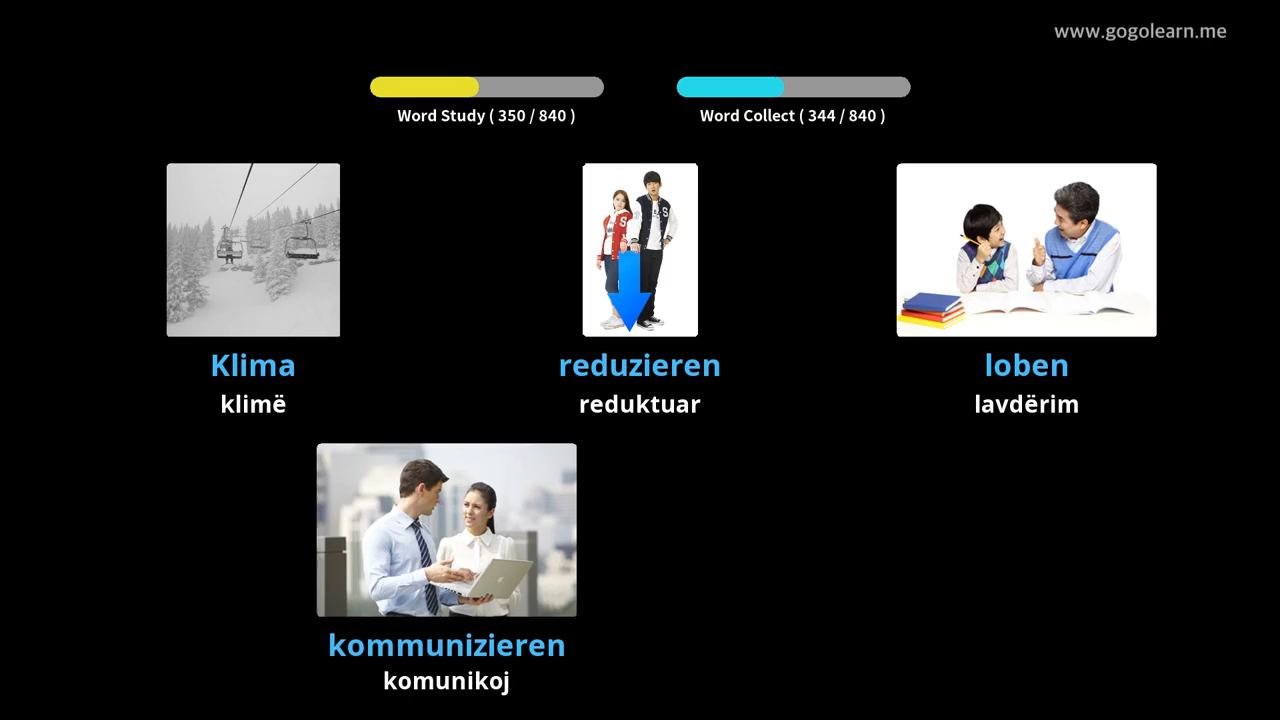 www.gogolearn.me
Word Study ( 350 / 840 )
Word Collect ( 344 / 840 )
Klima
klimë
reduzieren
reduktuar
loben
lavdërim
kommunizieren
komunikoj